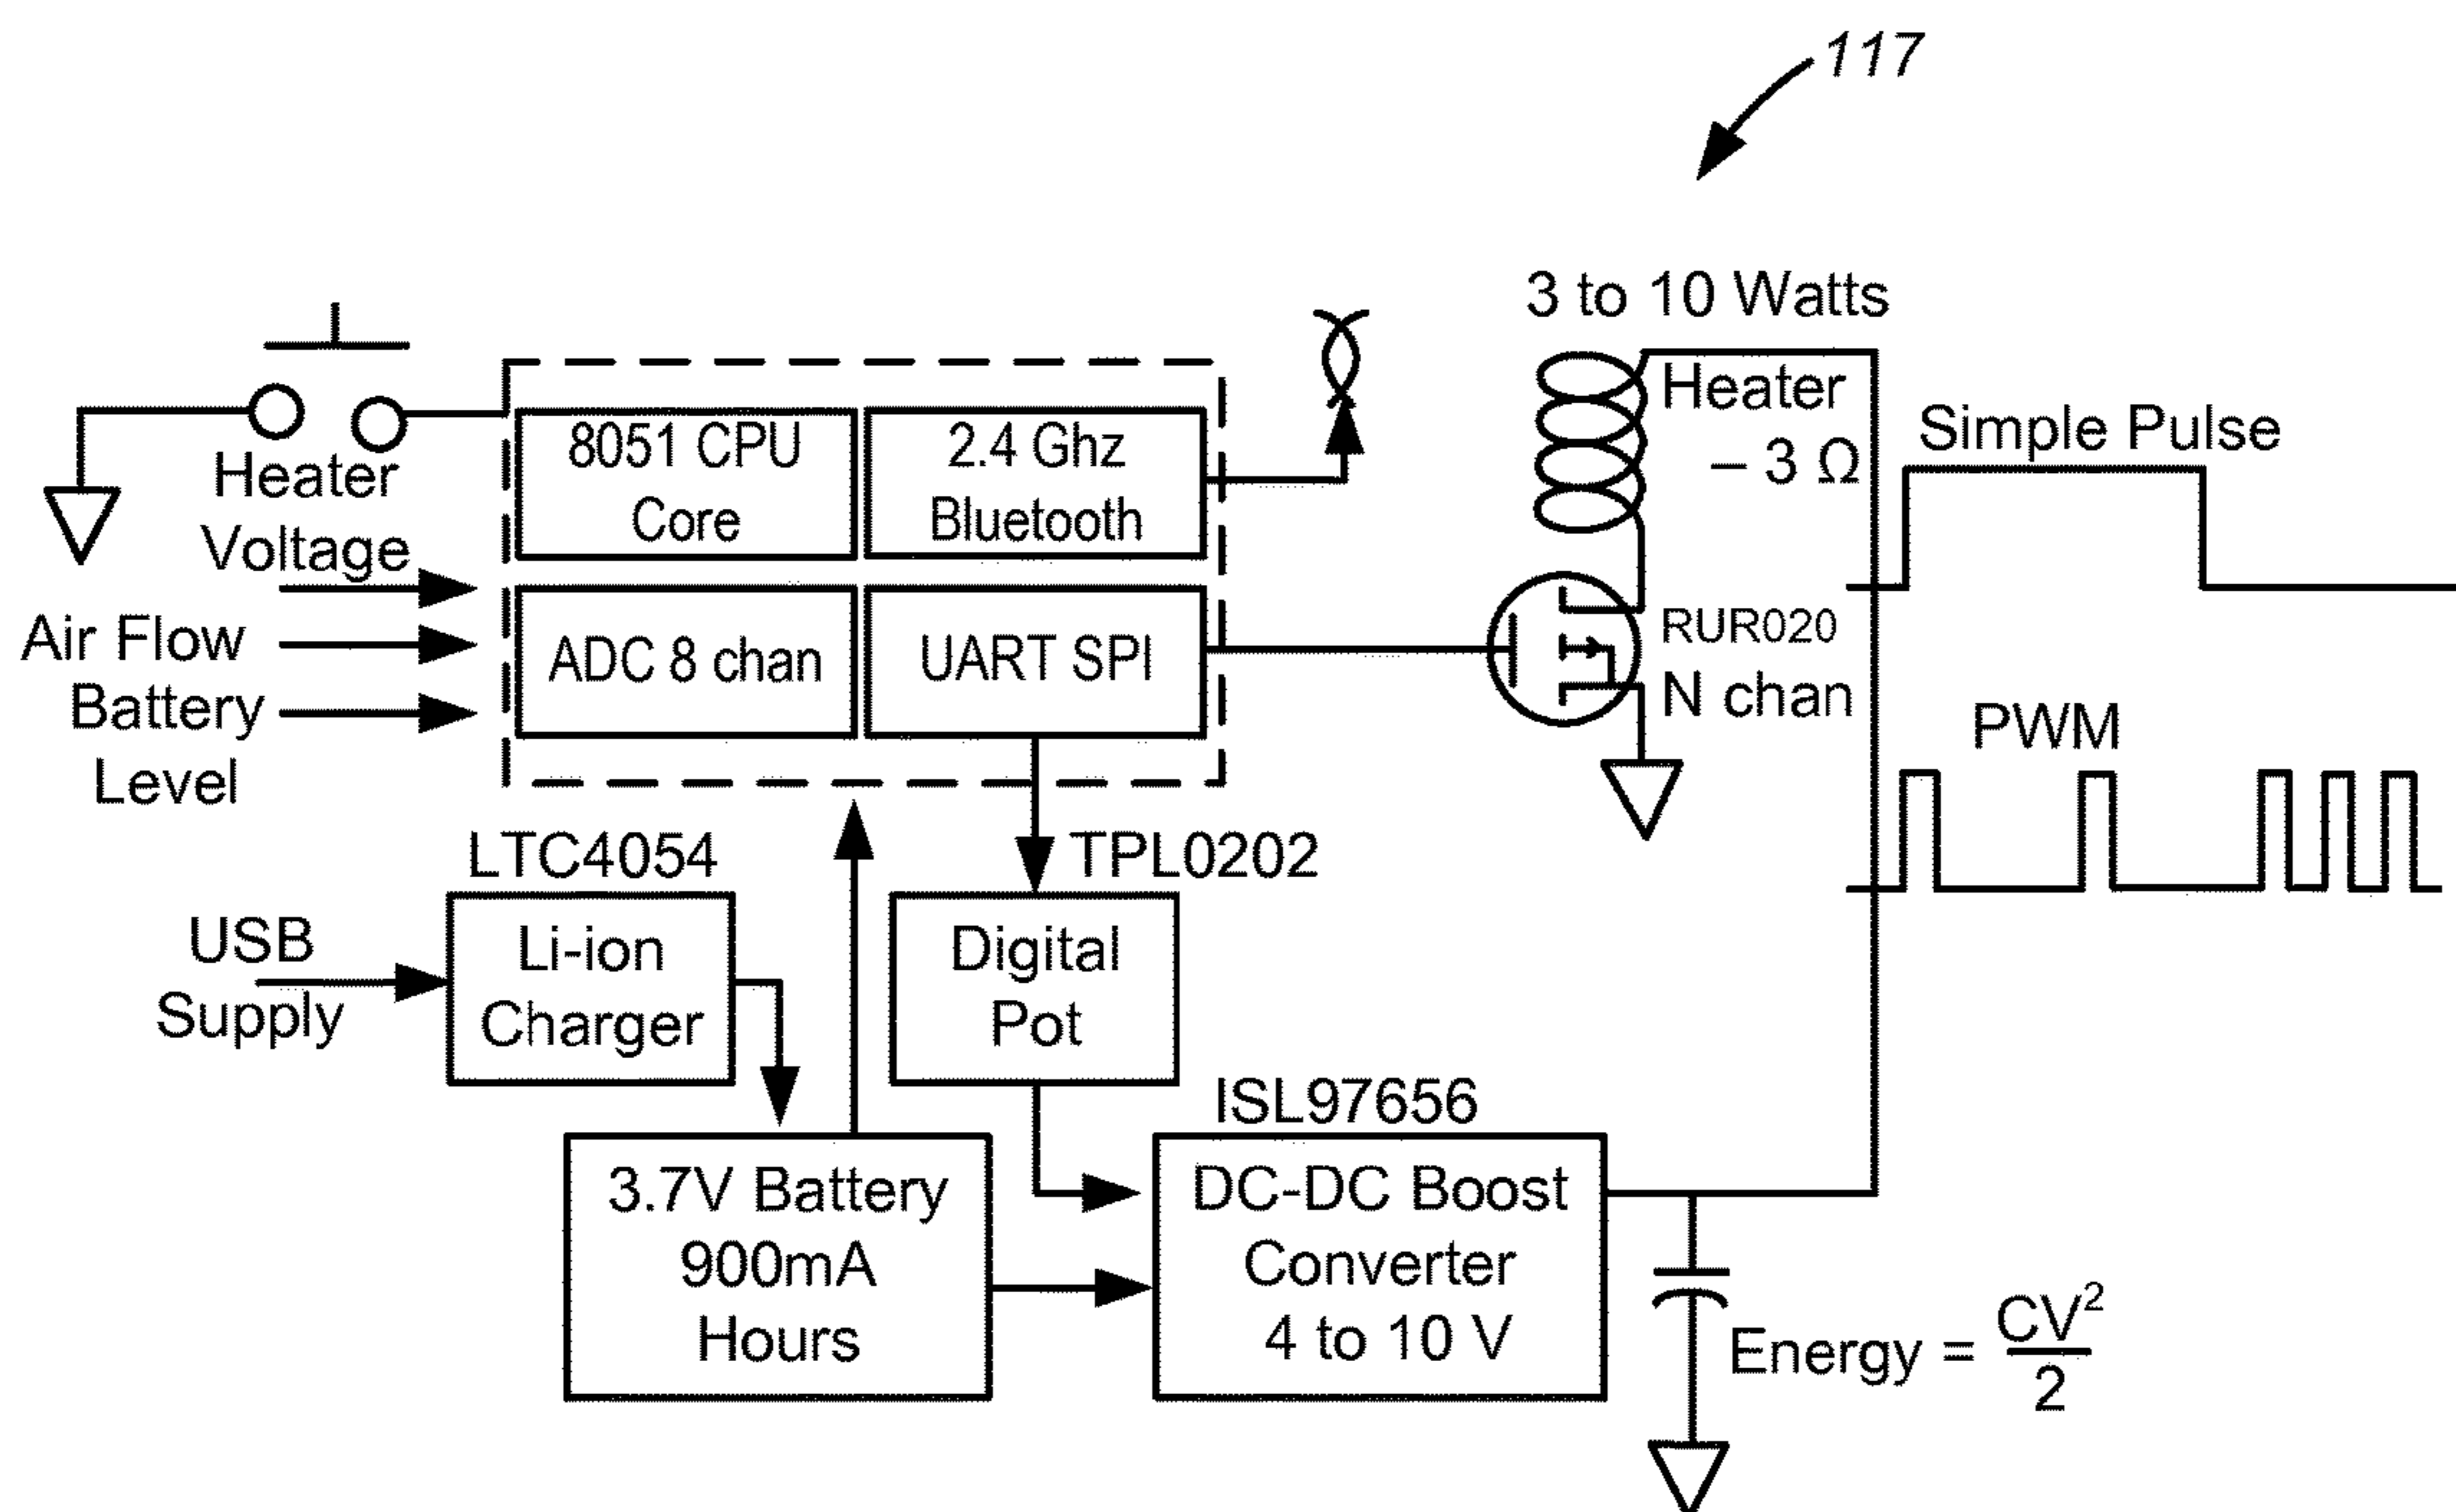 117
3 to 10 Watts
Heater
– 3 Ω
Simple Pulse
8051 CPU
Core
2.4 Ghz
Bluetooth
Heater
Voltage
Air Flow
Battery
Level
ADC 8 chan
UART SPI
RUR020
N chan
PWM
LTC4054
TPL0202
USB
Supply
Li-ion
Charger
Digital
Pot
ISL97656
3.7V Battery
900mA
Hours
DC-DC Boost
Converter
4 to 10 V
Energy = CV²/2